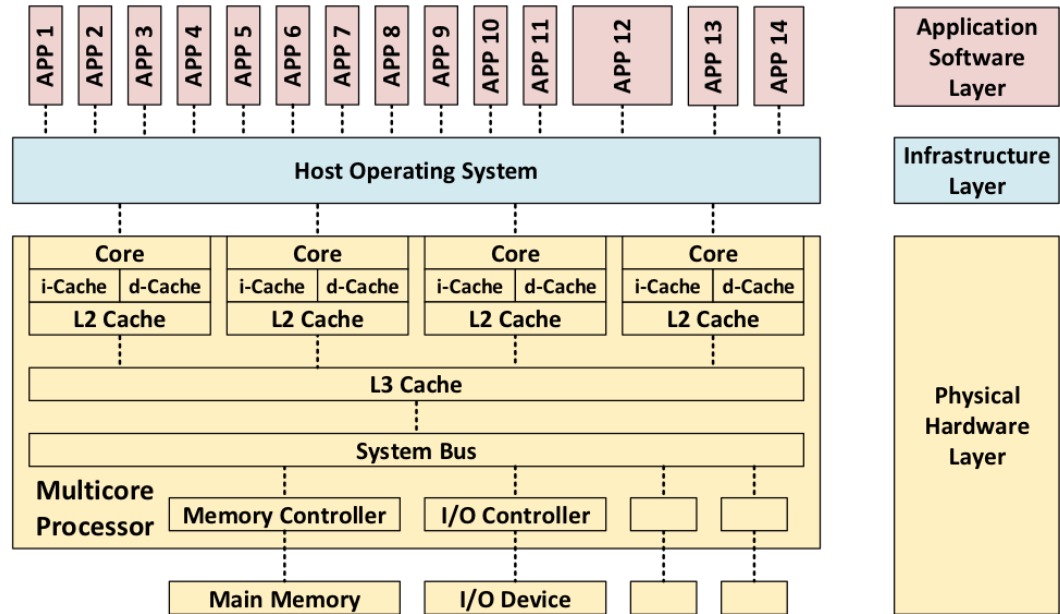 APP 1
APP 2
APP 3
APP 4
APP 5
APP 6
APP 7
APP 8
APP 9
APP 10
APP 11
APP 12
APP 13
APP 14
Application
Software
Layer
Host Operating System
Infrastructure
Layer
Core
Core
Core
Core
i-Cache
d-Cache
i-Cache
d-Cache
i-Cache
d-Cache
i-Cache
d-Cache
L2 Cache
L2 Cache
L2 Cache
L2 Cache
L3 Cache
System Bus
Multicore
Processor
Memory Controller
I/O Controller
Main Memory
I/O Device
Physical
Hardware
Layer